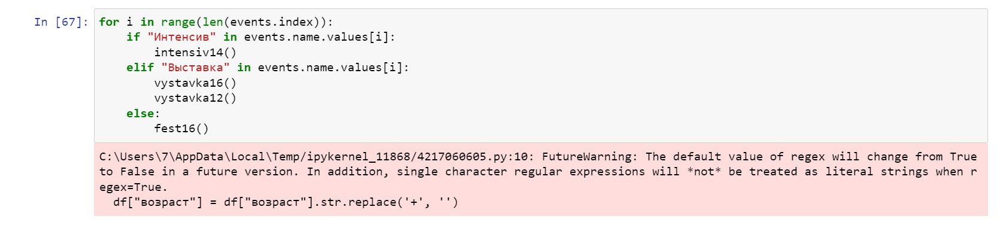 In [67]: for i in range(len(events.index)):
if "Интенсив" in events.name.values[i]:
intensiv14()
elif "Выставка" in events.name.values[i]:
vystavka16()
vystavka12()
else:
fest16()
C:\Users\7\AppData\Local\Temp/ipykernel_11868/4217060605.py:10: FutureWarning: The default value of regex will change from True
to False in a future version. In addition, single character regular expressions will *not* be treated as literal strings when r
egex=True.
df["возраст"] = df["возраст"].str.replace('+', '')